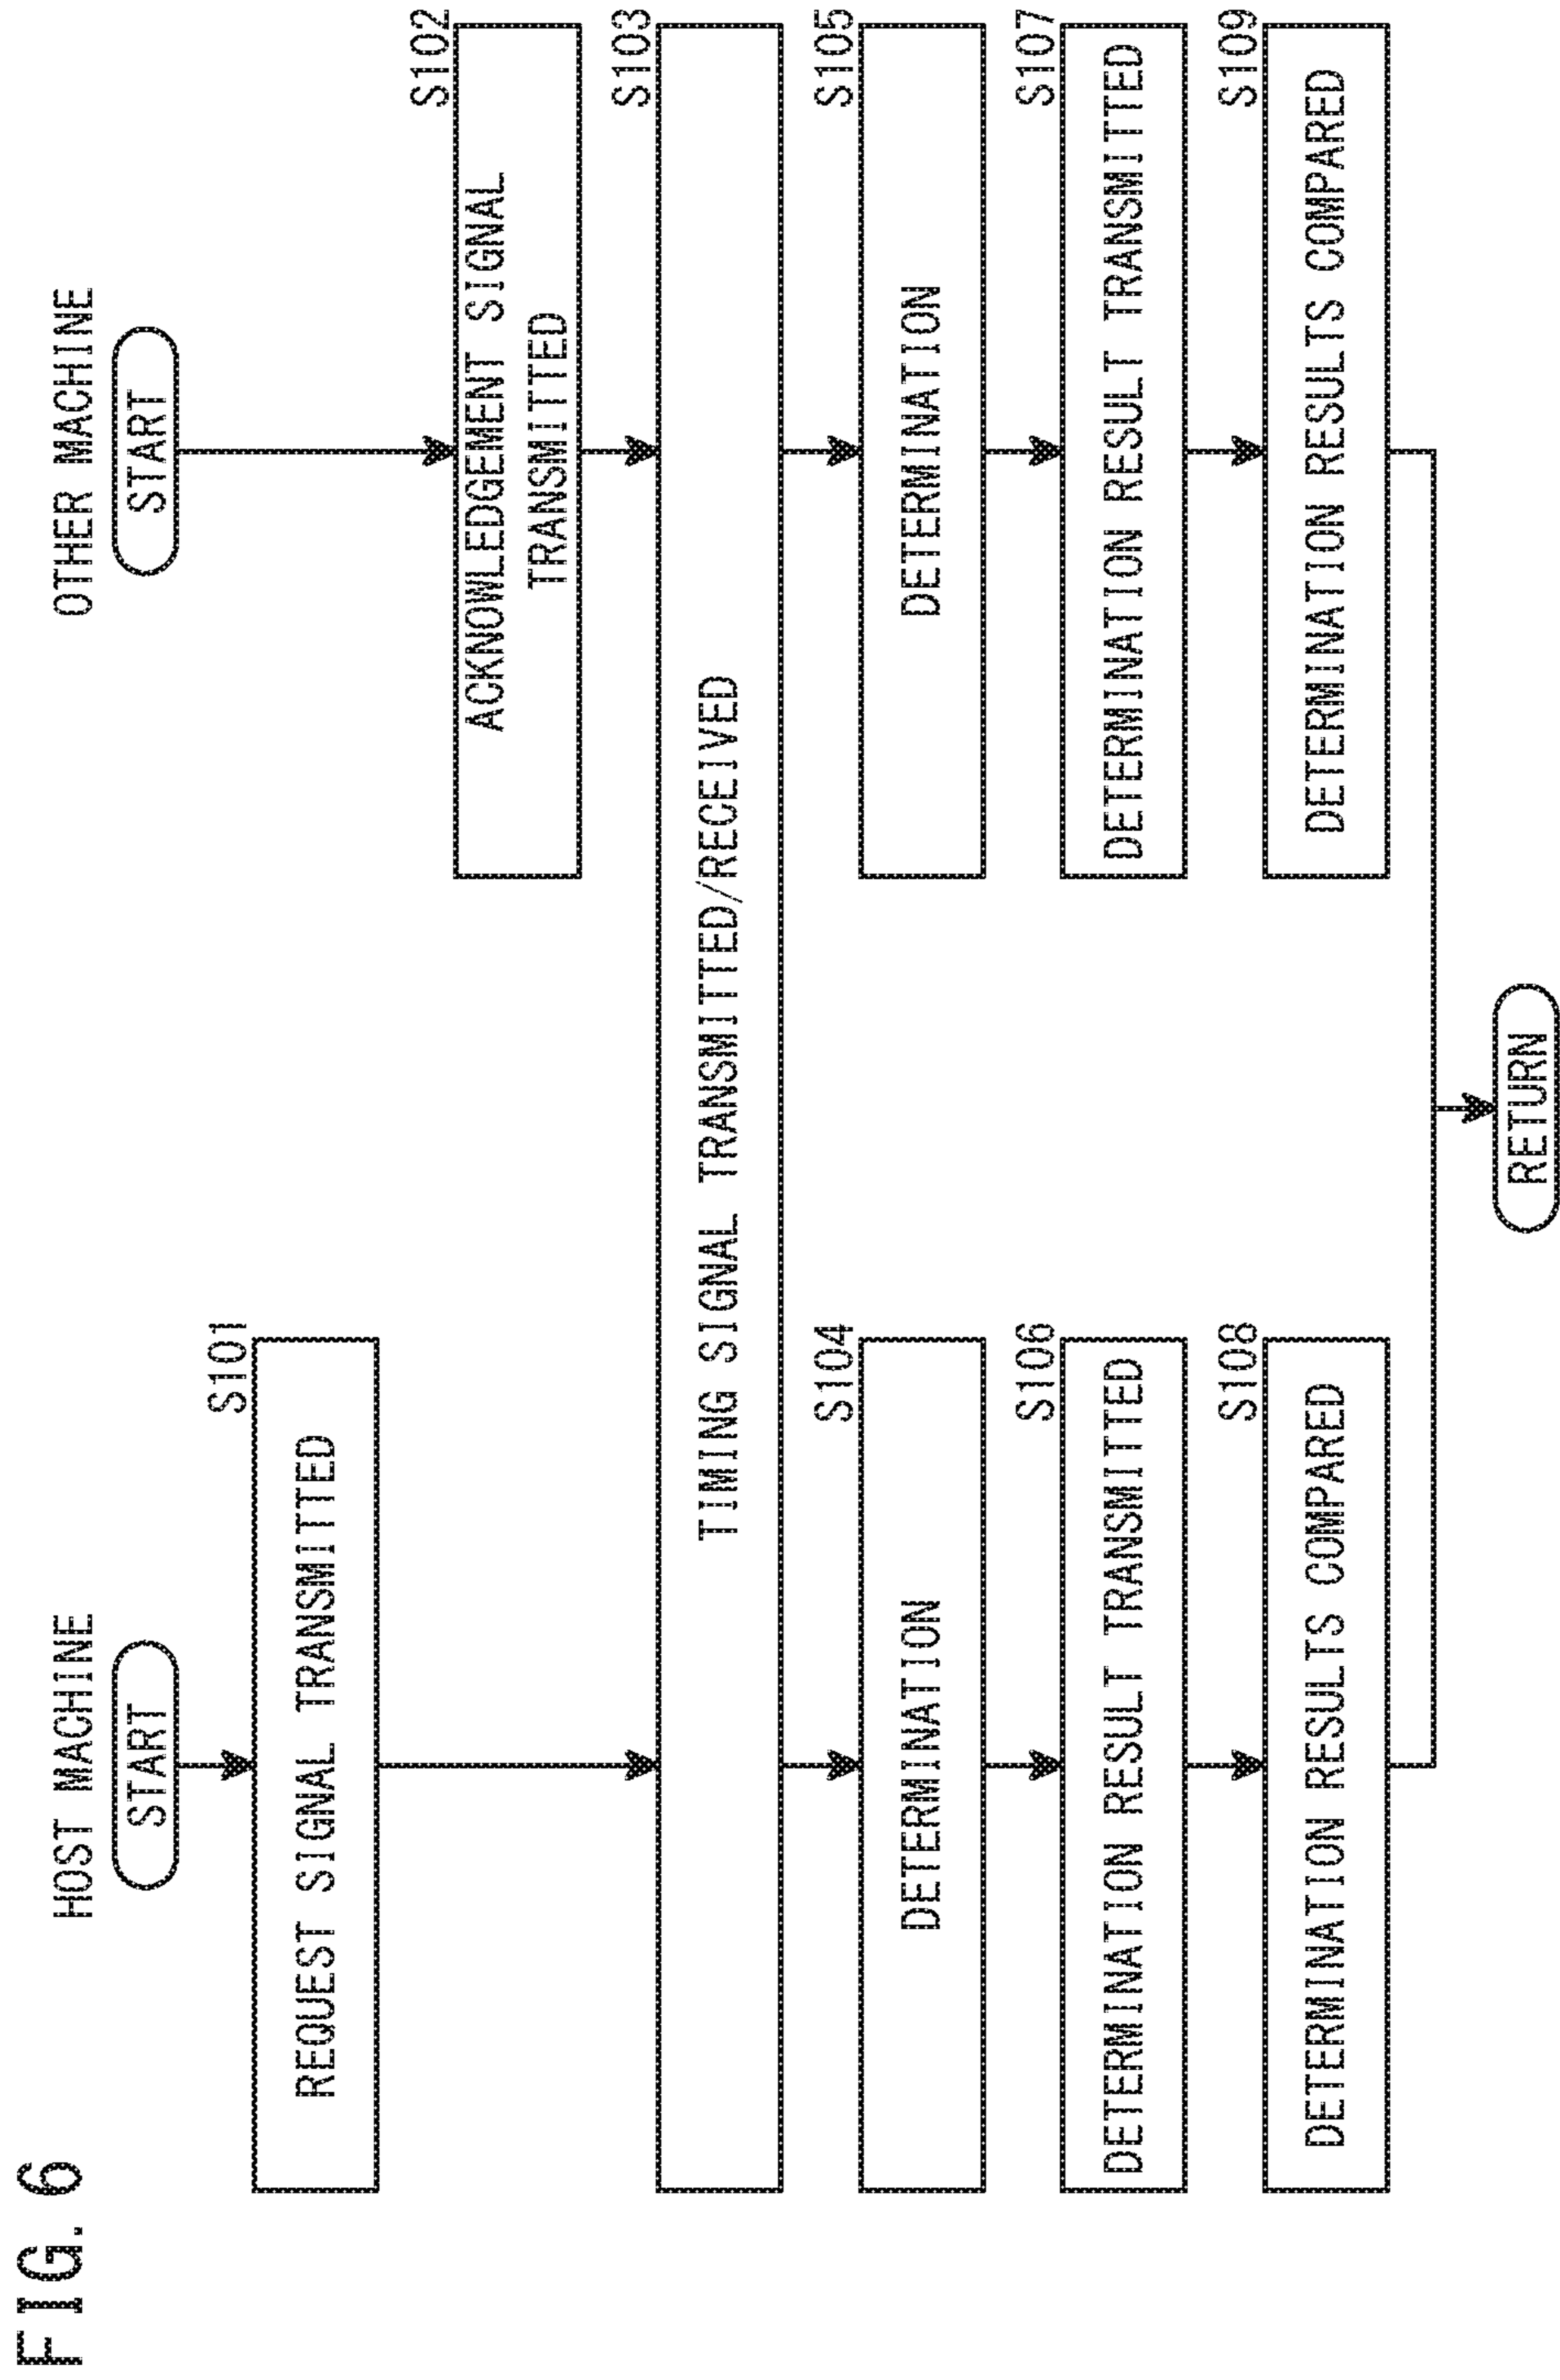 FIG. 6
HOST MACHINE
OTHER MACHINE
START
START
S101
REQUEST SIGNAL TRANSMITTED
S102
ACKNOWLEDGEMENT SIGNAL
TRANSMITTED
S103
TIMING SIGNAL TRANSMITTED/RECEIVED
S104
DETERMINATION
S105
DETERMINATION
S106
DETERMINATION RESULT TRANSMITTED
S107
DETERMINATION RESULT TRANSMITTED
S108
DETERMINATION RESULTS COMPARED
S109
DETERMINATION RESULTS COMPARED
RETURN